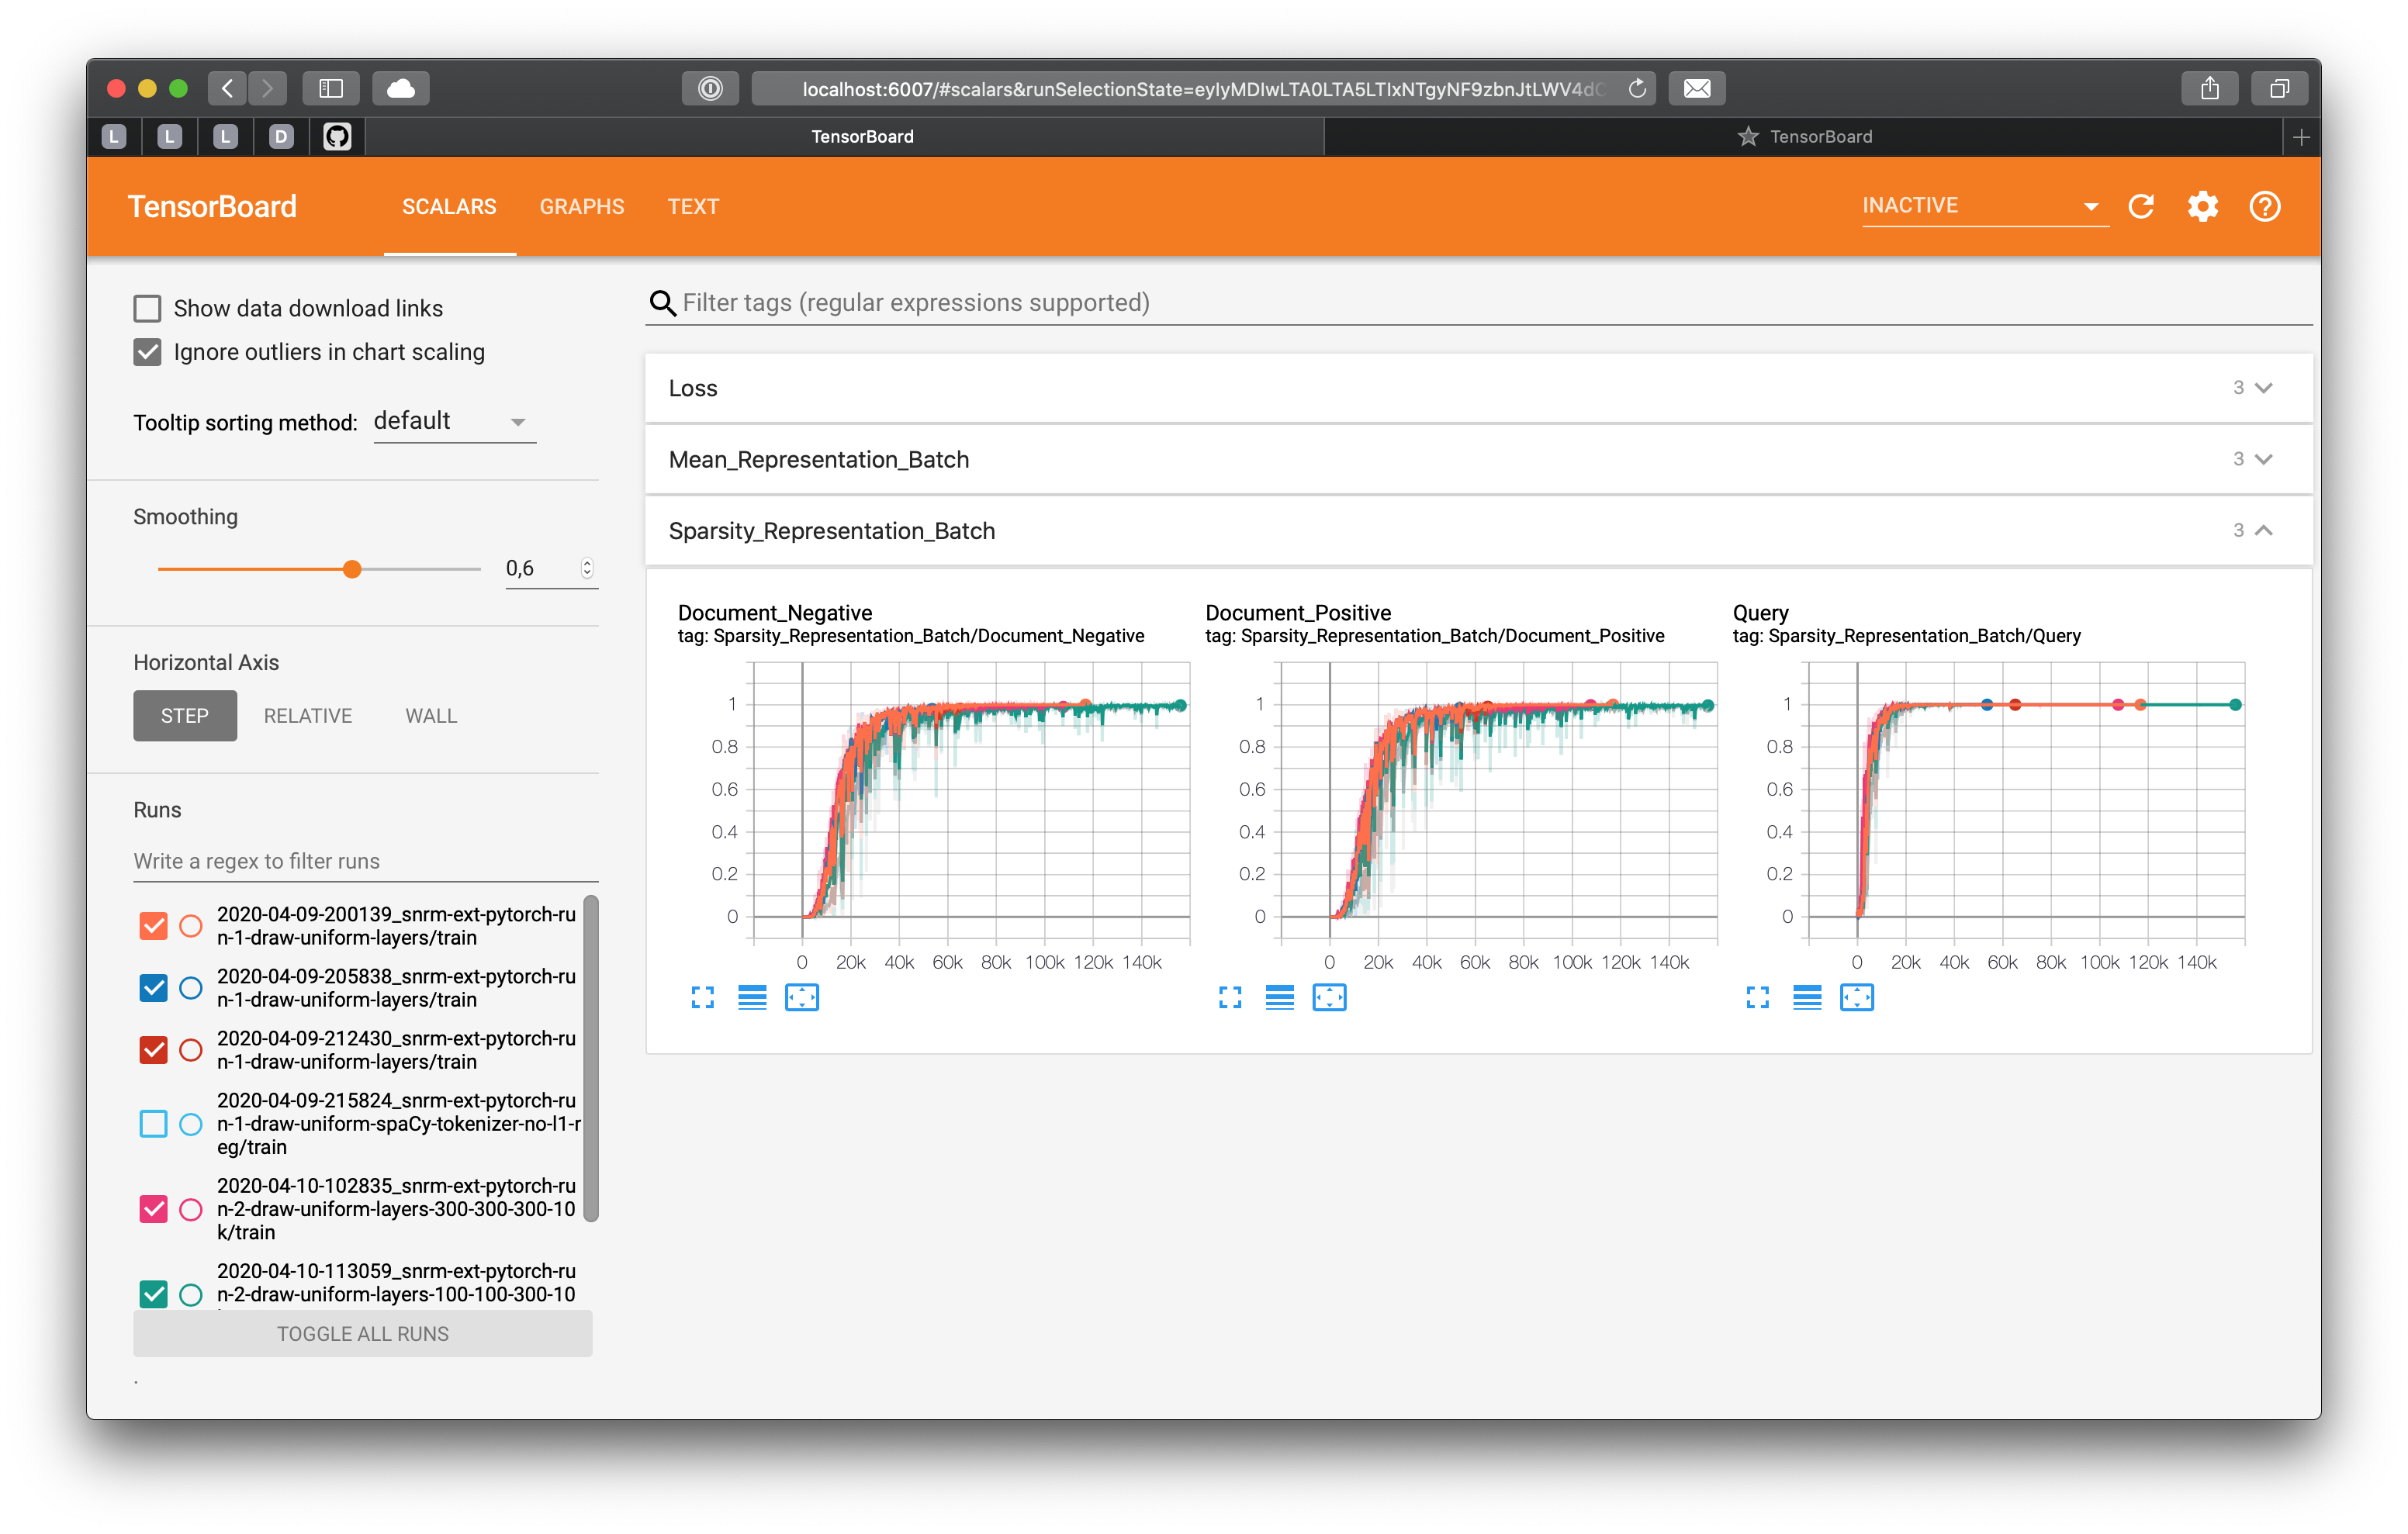 localhost:6007/#scalars&runSelectionState=eyIyMDIwLTA0LTA5LTIxNTgyNF9zbnJtLWV4dC
L
L
L
D
TensorBoard
TensorBoard
TensorBoard
SCALARS
GRAPHS
TEXT
INACTIVE
Show data download links
Ignore outliers in chart scaling
Tooltip sorting method:
default
Smoothing
0,6
Horizontal Axis
STEP
RELATIVE
WALL
Runs
Write a regex to filter runs
2020-04-09-200139_snrm-ext-pytorch-ru
n-1-draw-uniform-layers/train
2020-04-09-205838_snrm-ext-pytorch-ru
n-1-draw-uniform-layers/train
2020-04-09-212430_snrm-ext-pytorch-ru
n-1-draw-uniform-layers/train
2020-04-09-215824_snrm-ext-pytorch-ru
n-1-draw-uniform-spaCy-tokenizer-no-l1-r
eg/train
2020-04-10-102835_snrm-ext-pytorch-ru
n-2-draw-uniform-layers-300-300-300-10
k/train
2020-04-10-113059_snrm-ext-pytorch-ru
n-2-draw-uniform-layers-100-100-300-10
TOGGLE ALL RUNS
.
Filter tags (regular expressions supported)
Loss
3
Mean_Representation_Batch
3
Sparsity_Representation_Batch
3
Document_Negative
tag: Sparsity_Representation_Batch/Document_Negative
1
0.8
0.6
0.4
0.2
0
0 20k 40k 60k 80k 100k 120k 140k
Document_Positive
tag: Sparsity_Representation_Batch/Document_Positive
1
0.8
0.6
0.4
0.2
0
0 20k 40k 60k 80k 100k 120k 140k
Query
tag: Sparsity_Representation_Batch/Query
1
0.8
0.6
0.4
0.2
0
0 20k 40k 60k 80k 100k 120k 140k